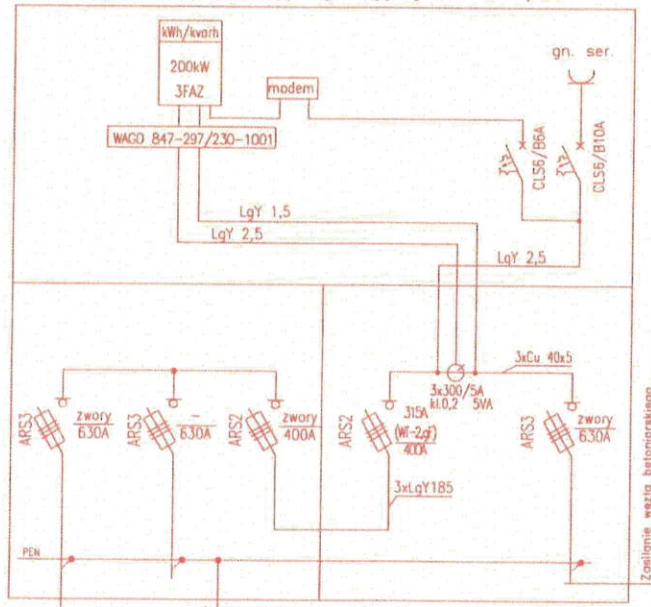 kWh/kvarh
200kW
3FAZ
modem
gn. ser.
WAGO 847-297/230-1001
CLS6/B6A
CLS6/B10A
LgY 1,5
LgY 2,5
LgY 2,5
3xCu 40x5
3x300/5A
kl.0,2 5VA
ARS3
zwory
630A
ARS3
–
630A
ARS2
zwory
400A
ARS2
315A
(WT-2gf)
400A
ARS3
zwory
630A
3xLgY185
PEN
Zasilanie węzła betoniarskiego